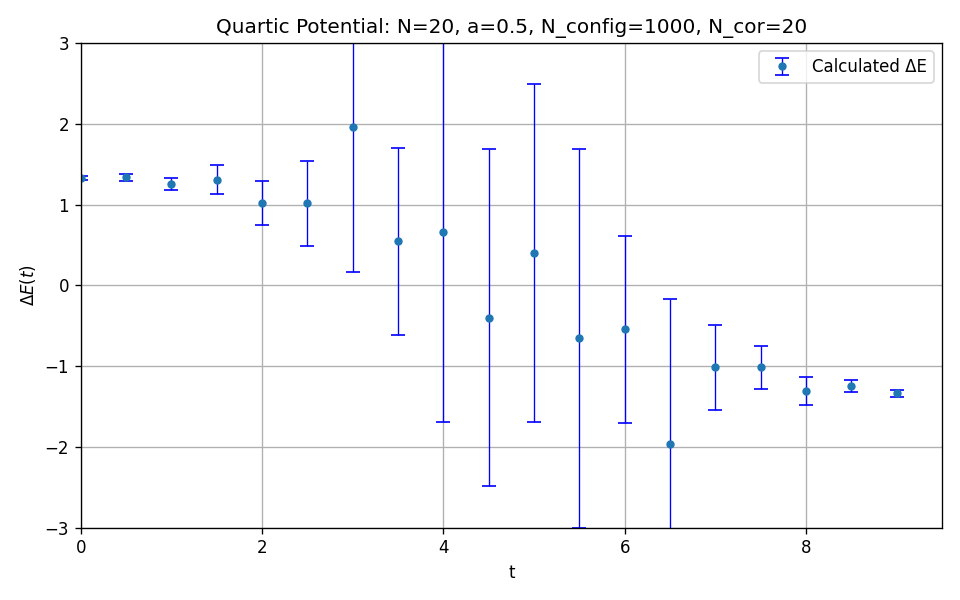 Quartic Potential: N=20, a=0.5, N_config=1000, N_cor=20
Calculated ΔE
3
2
1
0
−1
−2
−3
ΔE(t)
0 2 4 6 8
t